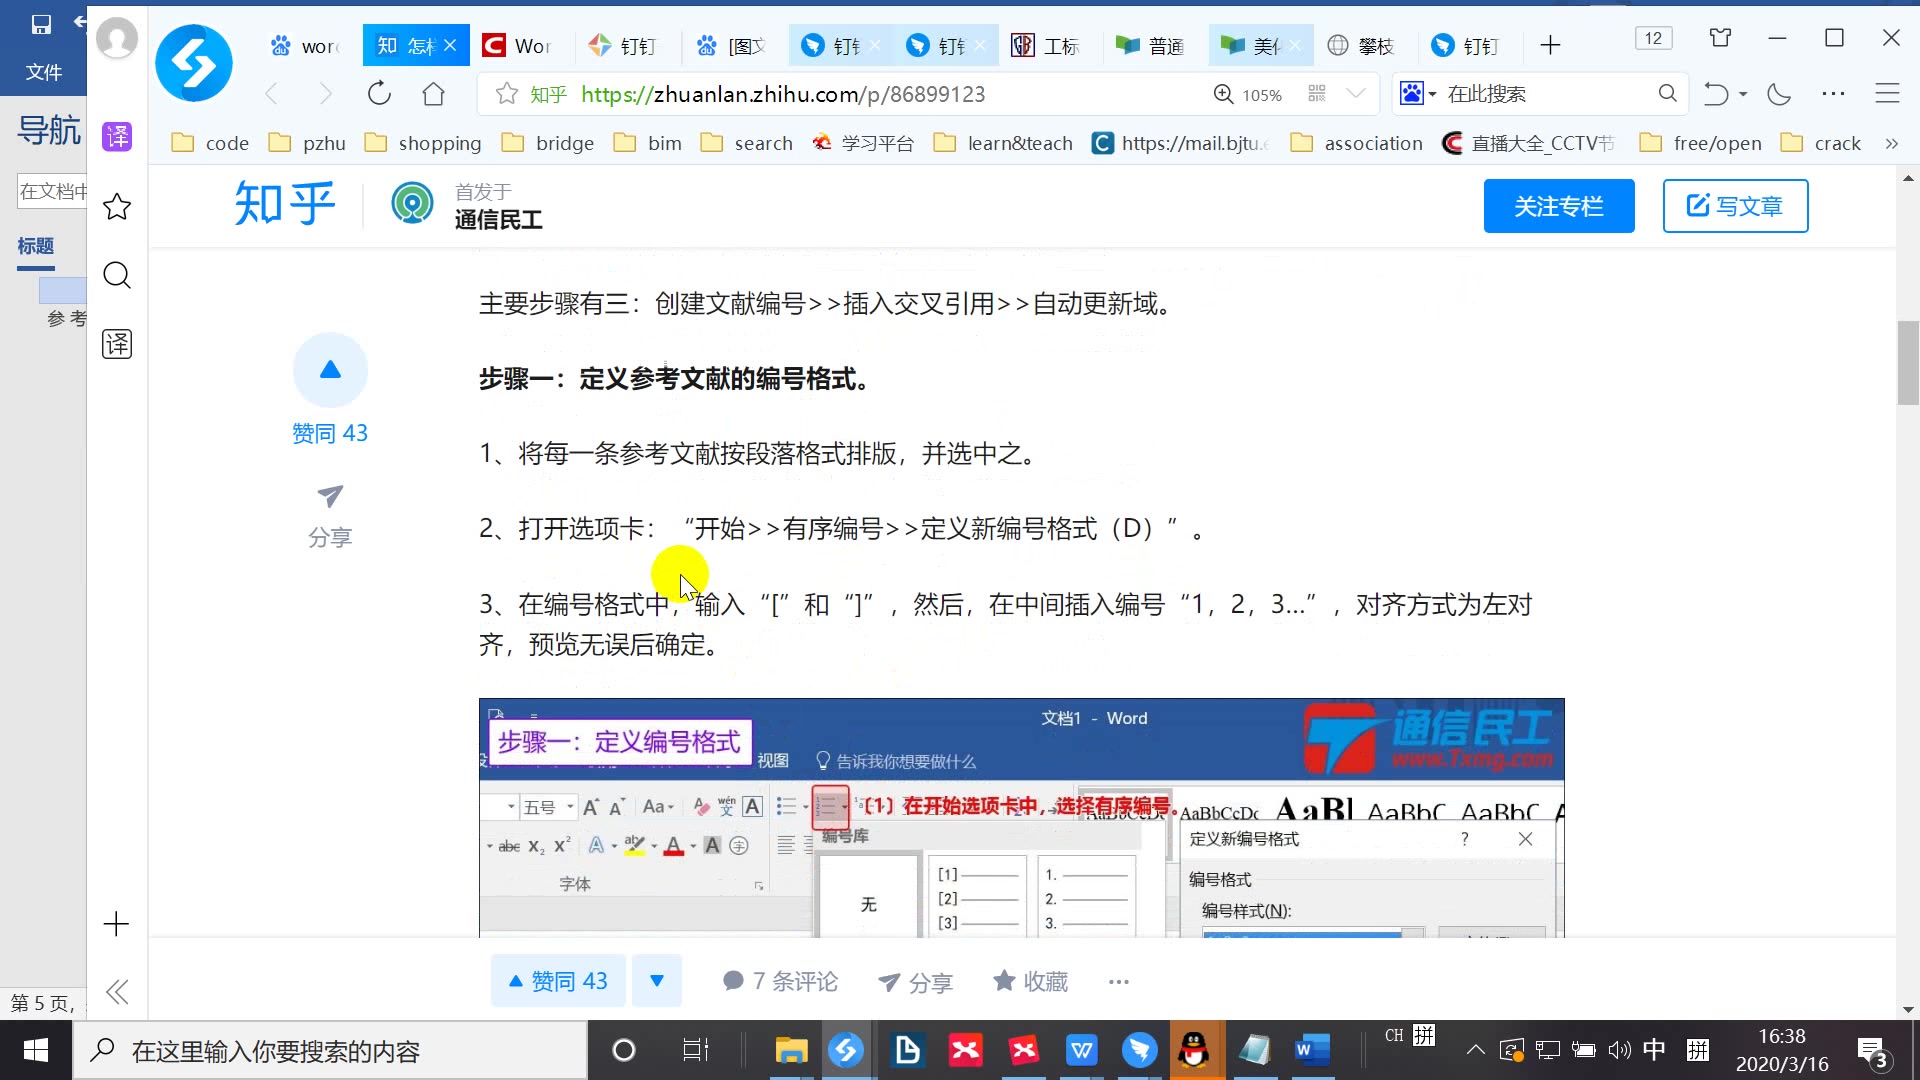 文件
导航
在文档中
标题
参 考
第 5 页,
译
译
wor
知 怎样
Wor
钉钉
[图文
钉钉
钉钉
工标
普通
美化
攀枝
钉钉
12
知乎 https://zhuanlan.zhihu.com/p/86899123
105%
在此搜索
code
pzhu
shopping
bridge
bim
search
学习平台
learn&teach
https://mail.bjtu.e
association
直播大全_CCTV节
free/open
crack
知乎
首发于
通信民工
关注专栏
写文章
赞同 43
分享
主要步骤有三：创建文献编号>>插入交叉引用>>自动更新域。
步骤一：定义参考文献的编号格式。
1、将每一条参考文献按段落格式排版，并选中之。
2、打开选项卡：“开始>>有序编号>>定义新编号格式（D）”。
3、在编号格式中，输入“[”和“]”，然后，在中间插入编号“1，2，3…”，对齐方式为左对
齐，预览无误后确定。
文档1 - Word
通信民工
www.Txmg.com
步骤一：定义编号格式
视图
告诉我你想要做什么
五号
Aa
wén
文
A
（1）在开始选项卡中，选择有序编号。
AaBbCcDc
AaBbCcDc
AaBl
AaBbC
AaBbC
abc X₂ X²
字体
编号库
无
[1]
[2]
[3]
1.
2.
3.
定义新编号格式
?
编号格式
编号样式(N):
赞同 43
7 条评论
分享
收藏
在这里输入你要搜索的内容
CH 拼
中
拼
16:38
2020/3/16
3